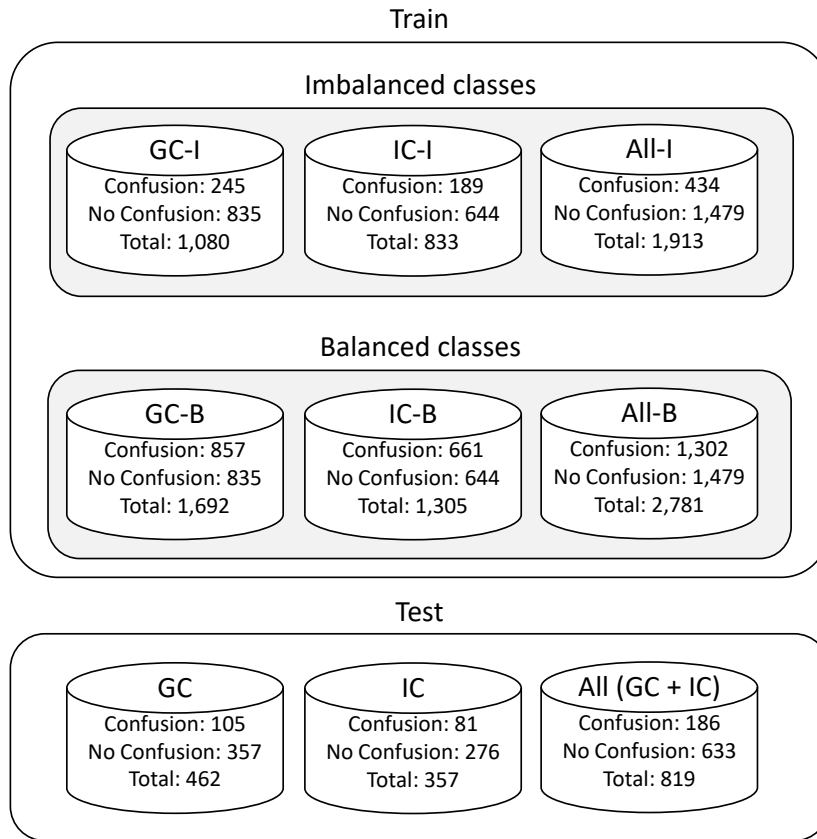 Train
Imbalanced classes
GC-I
Confusion: 245
No Confusion: 835
Total: 1,080
IC-I
Confusion: 189
No Confusion: 644
Total: 833
All-I
Confusion: 434
No Confusion: 1,479
Total: 1,913
Balanced classes
GC-B
Confusion: 857
No Confusion: 835
Total: 1,692
IC-B
Confusion: 661
No Confusion: 644
Total: 1,305
All-B
Confusion: 1,302
No Confusion: 1,479
Total: 2,781
Test
GC
Confusion: 105
No Confusion: 357
Total: 462
IC
Confusion: 81
No Confusion: 276
Total: 357
All (GC + IC)
Confusion: 186
No Confusion: 633
Total: 819